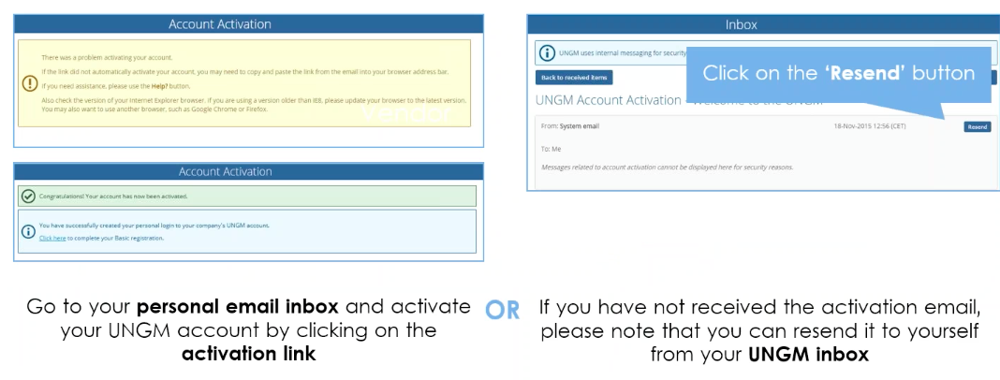 Account Activation
There was a problem activating your account.
If the link did not automatically activate your account, you may need to copy and paste the link from the email into your browser address bar.
If you need assistance, please use the Help? button.
Also check the version of your Internet Explorer browser. If you are using a version older than IE8, please update your browser to the latest version.
You may also want to use another browser, such as Google Chrome or Firefox.
Vendor
Account Activation
Congratulations! Your account has now been activated.
You have successfully created your personal login to your company's UNGM account.
Click here to complete your Basic registration.
Go to your personal email inbox and activate
your UNGM account by clicking on the
activation link
OR
Inbox
UNGM uses internal messaging for security
Click on the 'Resend' button
Back to received items
UNGM Account Activation - Welcome to the UNGM
From: System email
18-Nov-2015 12:56 (CET)
Resend
To: Me
Messages related to account activation cannot be displayed here for security reasons.
If you have not received the activation email,
please note that you can resend it to yourself
from your UNGM inbox